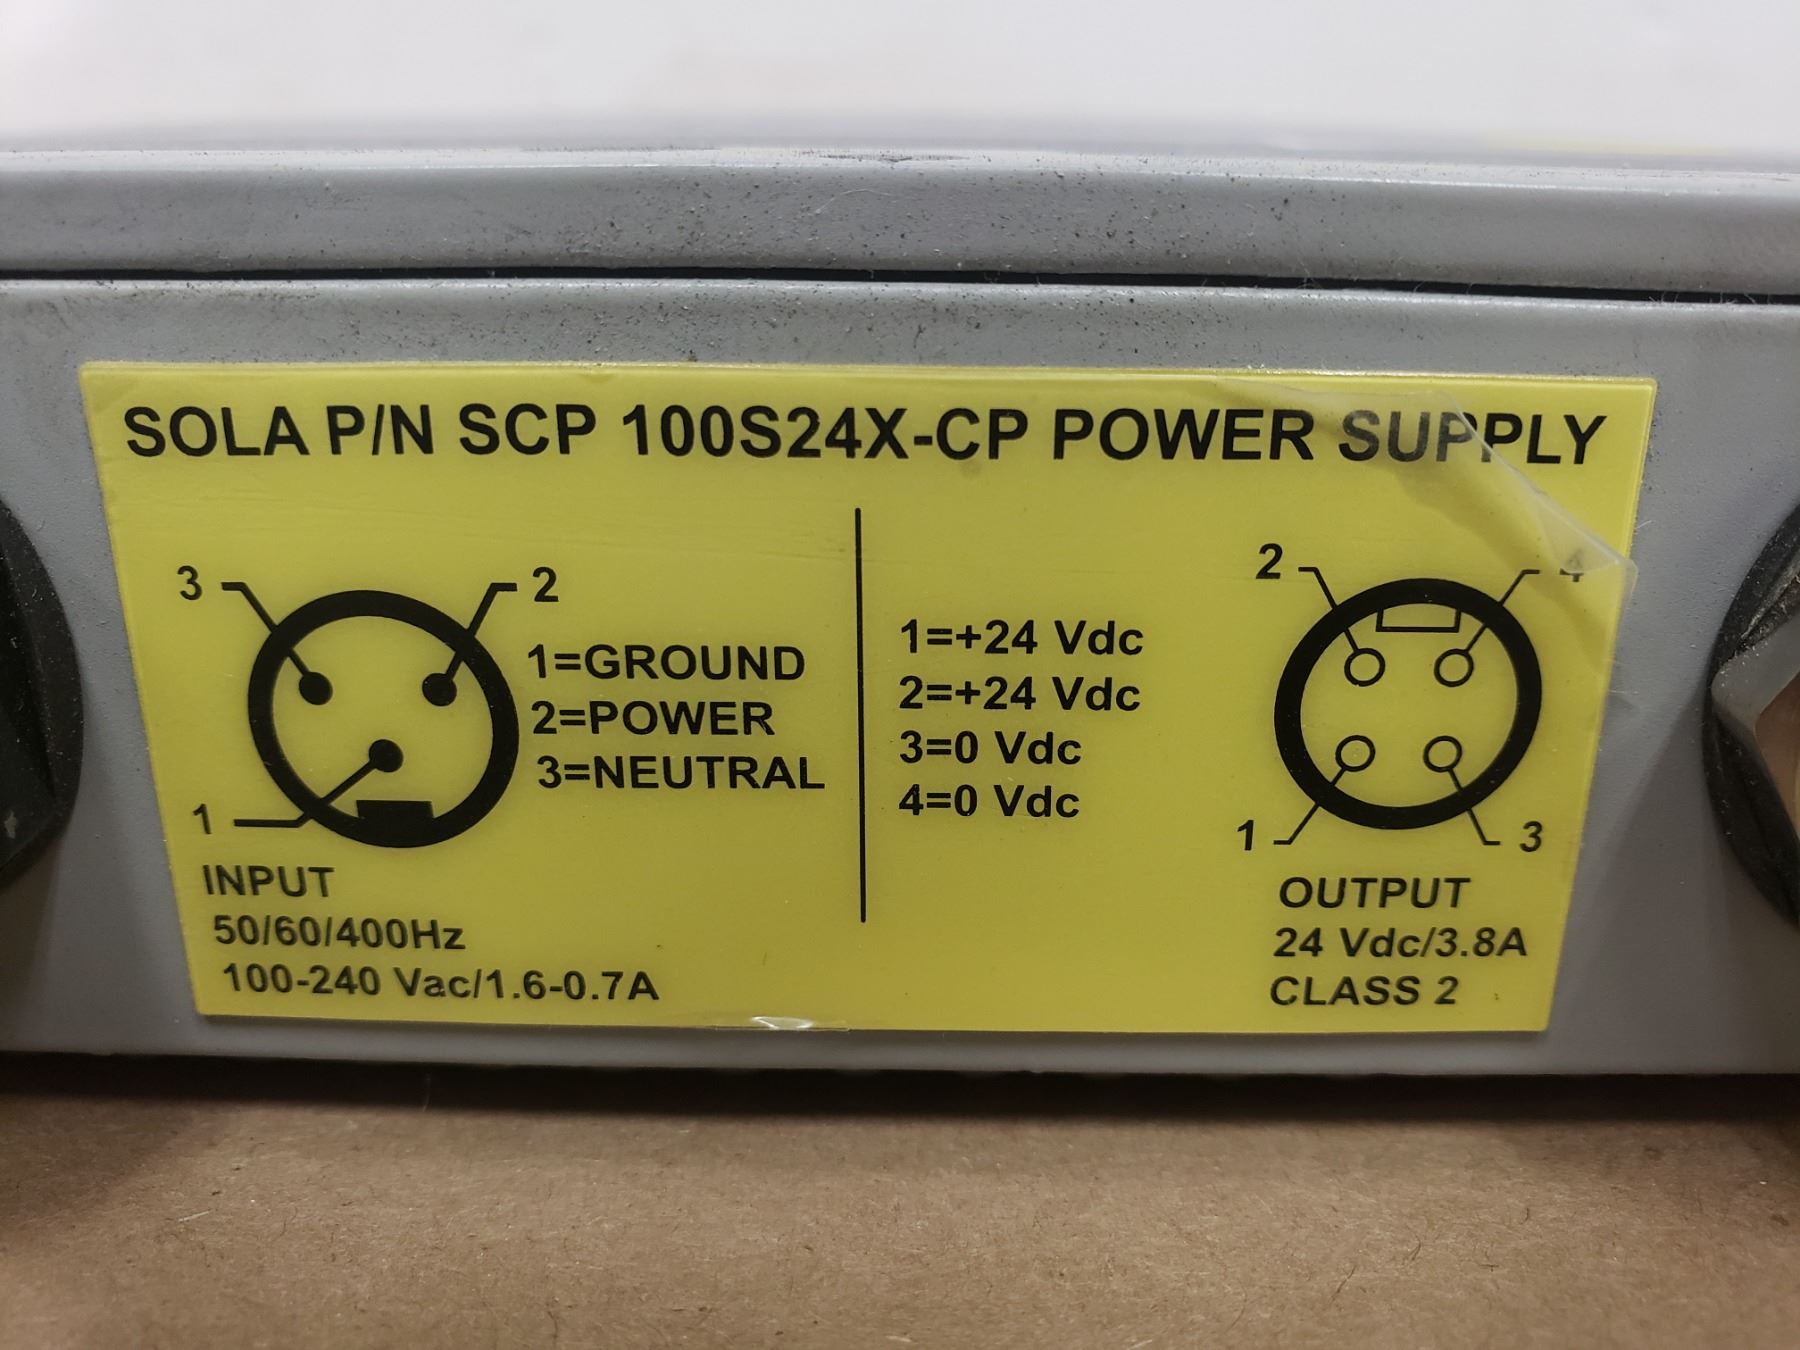 SOLA P/N SCP 100S24X-CP POWER SUPPLY
3 2
1=GROUND
2=POWER
3=NEUTRAL
1
INPUT
50/60/400Hz
100-240 Vac/1.6-0.7A
1=+24 Vdc
2=+24 Vdc
3=0 Vdc
4=0 Vdc
2 4
1 3
OUTPUT
24 Vdc/3.8A
CLASS 2